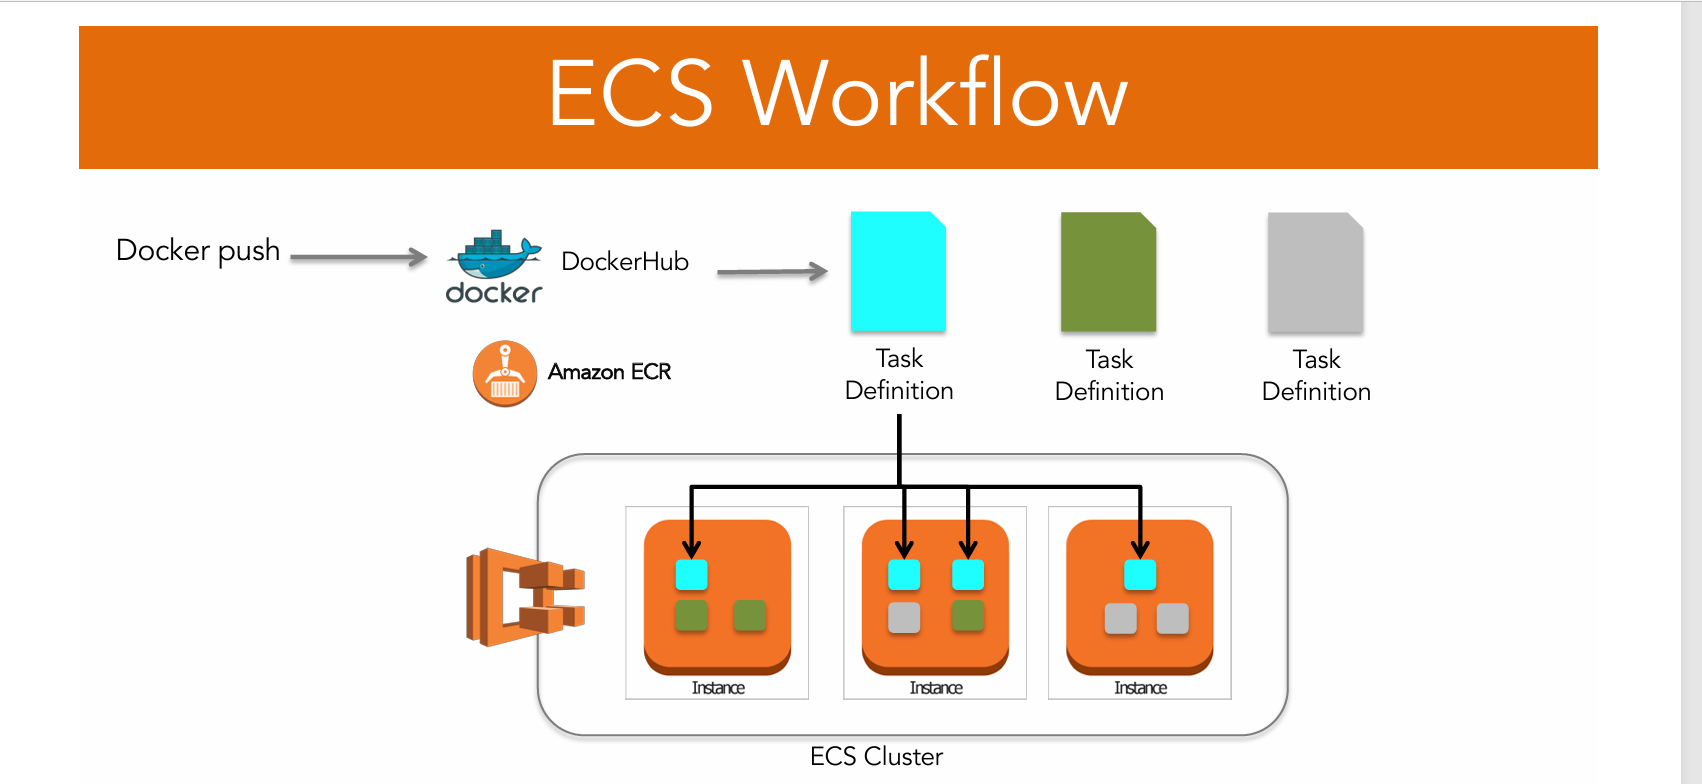 ECS Workflow
Docker push
docker
DockerHub
Amazon ECR
Task
Definition
Task
Definition
Task
Definition
Instance
Instance
Instance
ECS Cluster